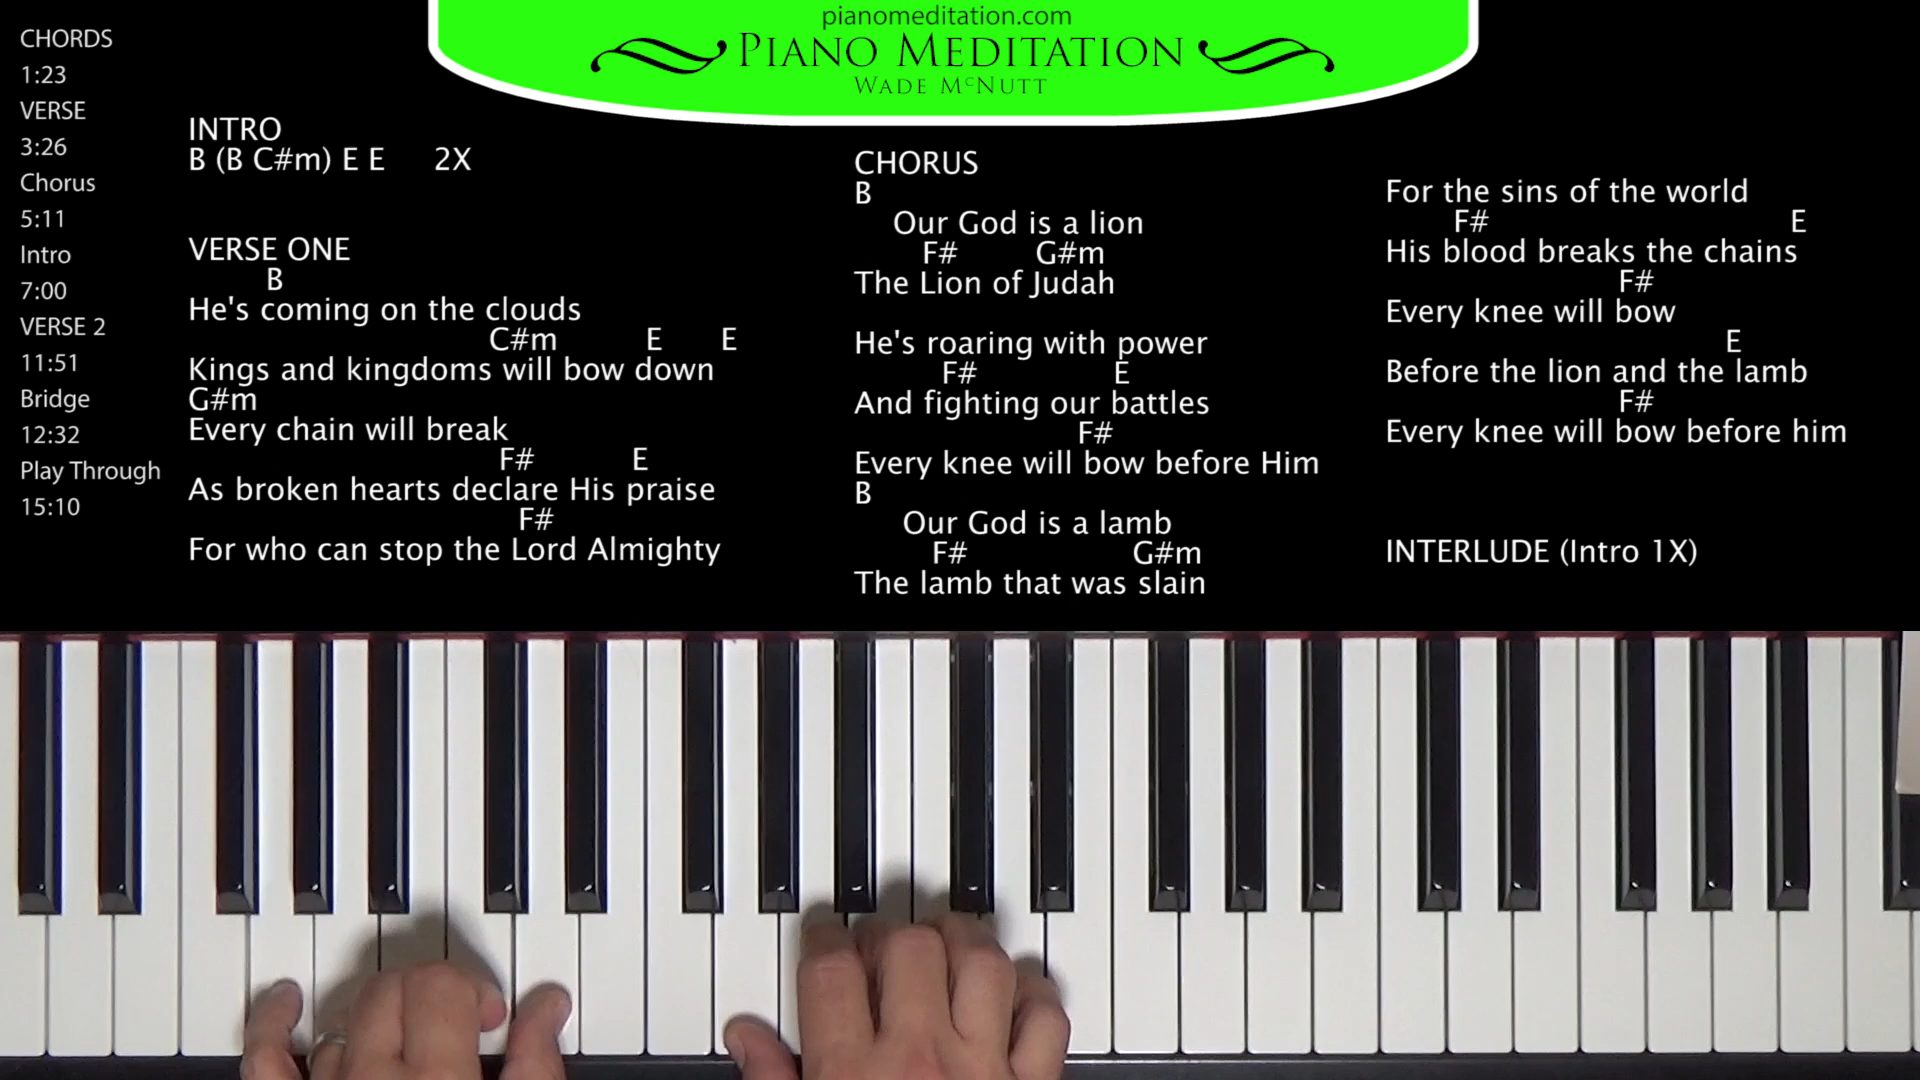 pianomeditation.com
PIANO MEDITATION
WADE McNUTT
CHORDS
1:23
VERSE
3:26
Chorus
5:11
Intro
7:00
VERSE 2
11:51
Bridge
12:32
Play Through
15:10
INTRO
B (B C#m) E E 2X
VERSE ONE
B
He's coming on the clouds
C#m E E
Kings and kingdoms will bow down
G#m
Every chain will break
F# E
As broken hearts declare His praise
F#
For who can stop the Lord Almighty
CHORUS
B
Our God is a lion
F# G#m
The Lion of Judah
He's roaring with power
F# E
And fighting our battles
F#
Every knee will bow before Him
B
Our God is a lamb
F# G#m
The lamb that was slain
For the sins of the world
F# E
His blood breaks the chains
F#
Every knee will bow
E
Before the lion and the lamb
F#
Every knee will bow before him
INTERLUDE (Intro 1X)